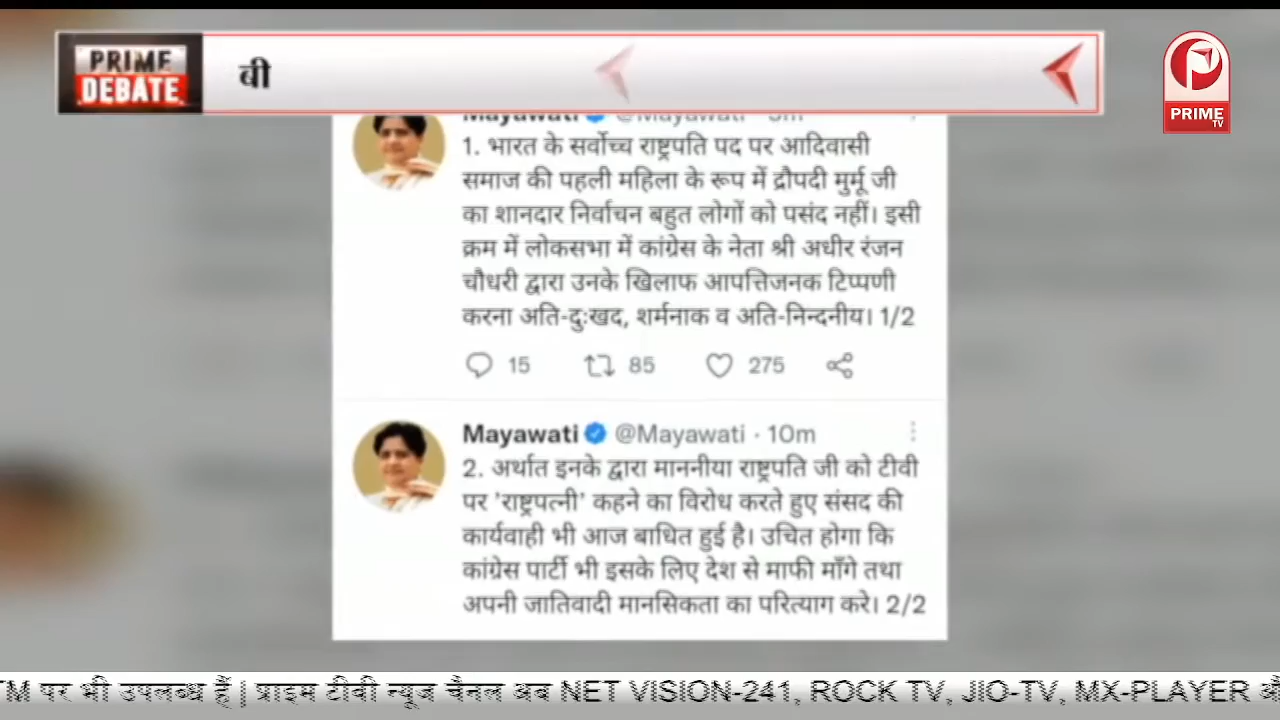 PRIME
DEBATE
बी
PRIME
TV
Mayawati @Mayawati
1. भारत के सर्वोच्च राष्ट्रपति पद पर आदिवासी
समाज की पहली महिला के रूप में द्रौपदी मुर्मू जी
का शानदार निर्वाचन बहुत लोगों को पसंद नहीं। इसी
क्रम में लोकसभा में कांग्रेस के नेता श्री अधीर रंजन
चौधरी द्वारा उनके खिलाफ आपत्तिजनक टिप्पणी
करना अति-दुःखद, शर्मनाक व अति-निन्दनीय। 1/2
15 85 275
Mayawati @Mayawati · 10m
2. अर्थात इनके द्वारा माननीया राष्ट्रपति जी को टीवी
पर 'राष्ट्रपत्नी' कहने का विरोध करते हुए संसद की
कार्यवाही भी आज बाधित हुई है। उचित होगा कि
कांग्रेस पार्टी भी इसके लिए देश से माफी माँगे तथा
अपनी जातिवादी मानसिकता का परित्याग करे। 2/2
पर भी उपलब्ध हैं | प्राइम टीवी न्यूज चैनल अब NET VISION-241, ROCK TV, JIO-TV, MX-PLAYER